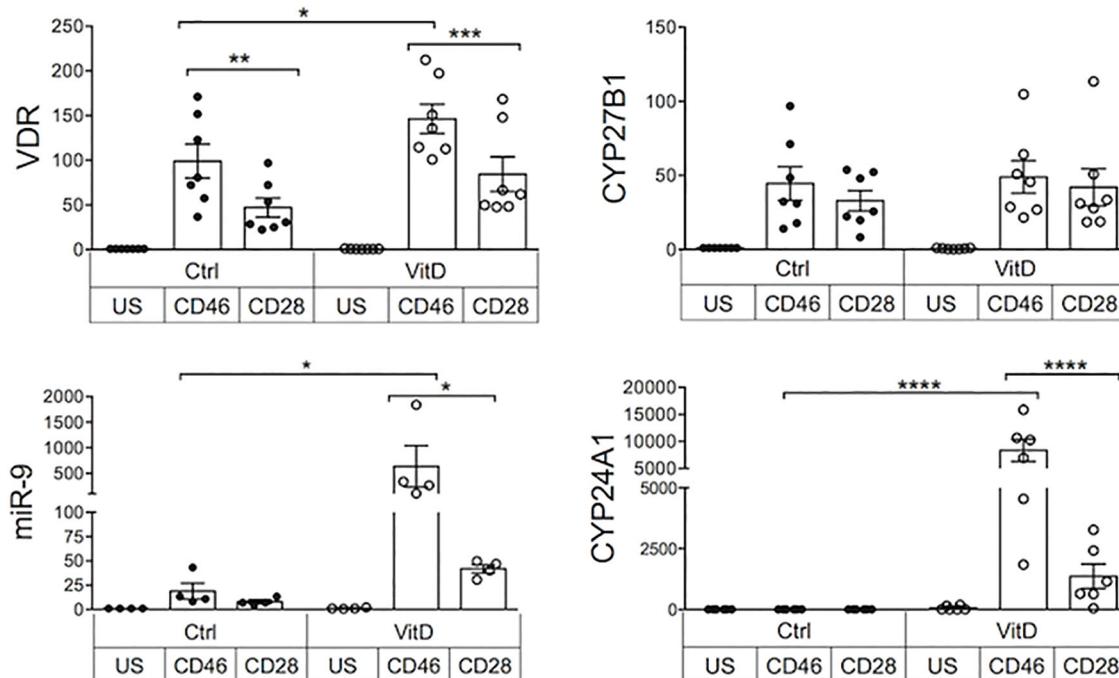 VDR
250
200
150
100
50
0
*
**
***
Ctrl VitD
US CD46 CD28 US CD46 CD28
CYP27B1
150
100
50
0
Ctrl VitD
US CD46 CD28 US CD46 CD28
miR-9
2000
1500
1000
500
100
75
50
25
0
*
*
Ctrl VitD
US CD46 CD28 US CD46 CD28
CYP24A1
20000
15000
10000
5000
5000
2500
0
****
****
Ctrl VitD
US CD46 CD28 US CD46 CD28